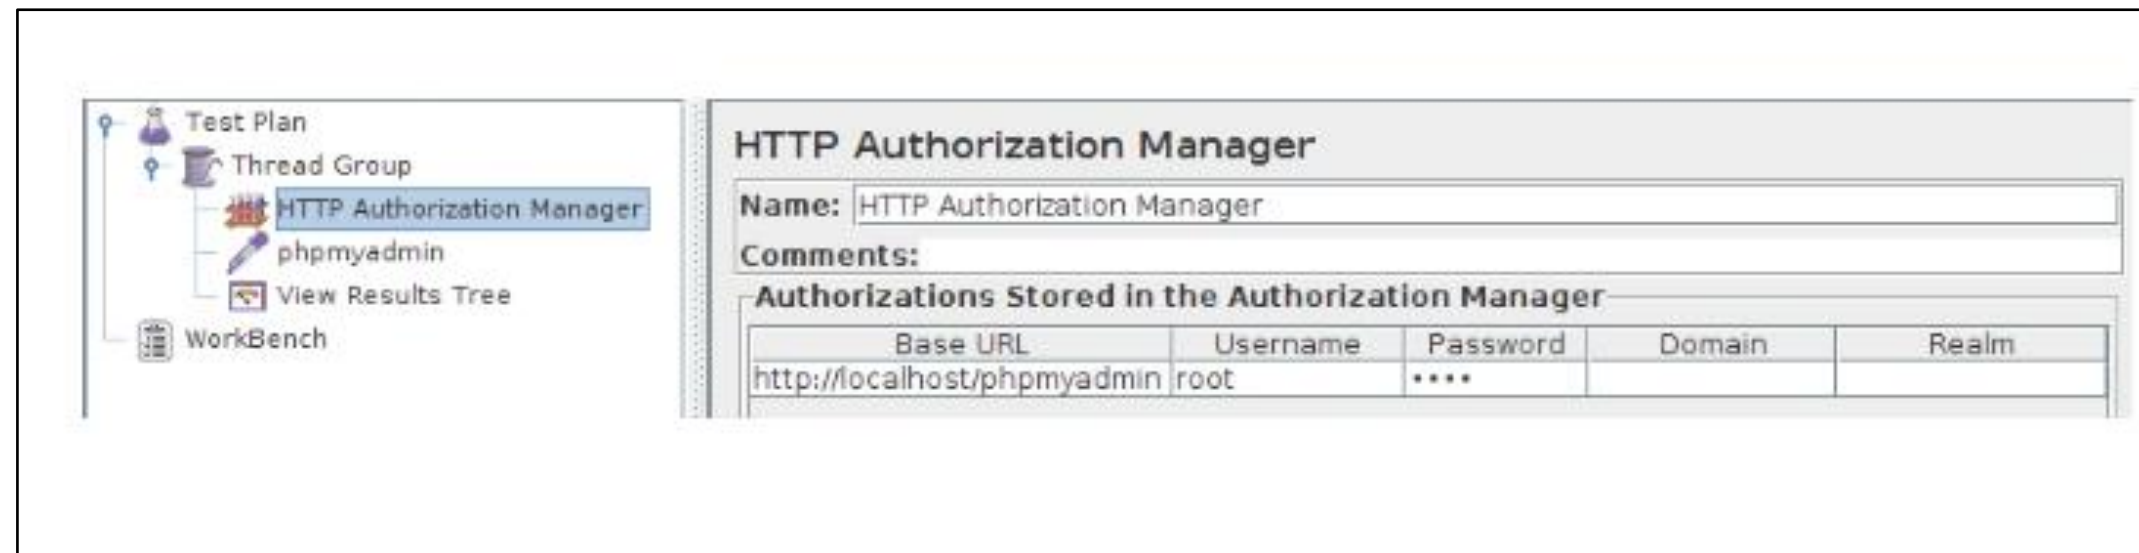 Test Plan
Thread Group
HTTP Authorization Manager
phpmyadmin
View Results Tree
WorkBench
HTTP Authorization Manager
Name: HTTP Authorization Manager
Comments:
Authorizations Stored in the Authorization Manager
Base URL Username Password Domain Realm
http://localhost/phpmyadmin root ••••